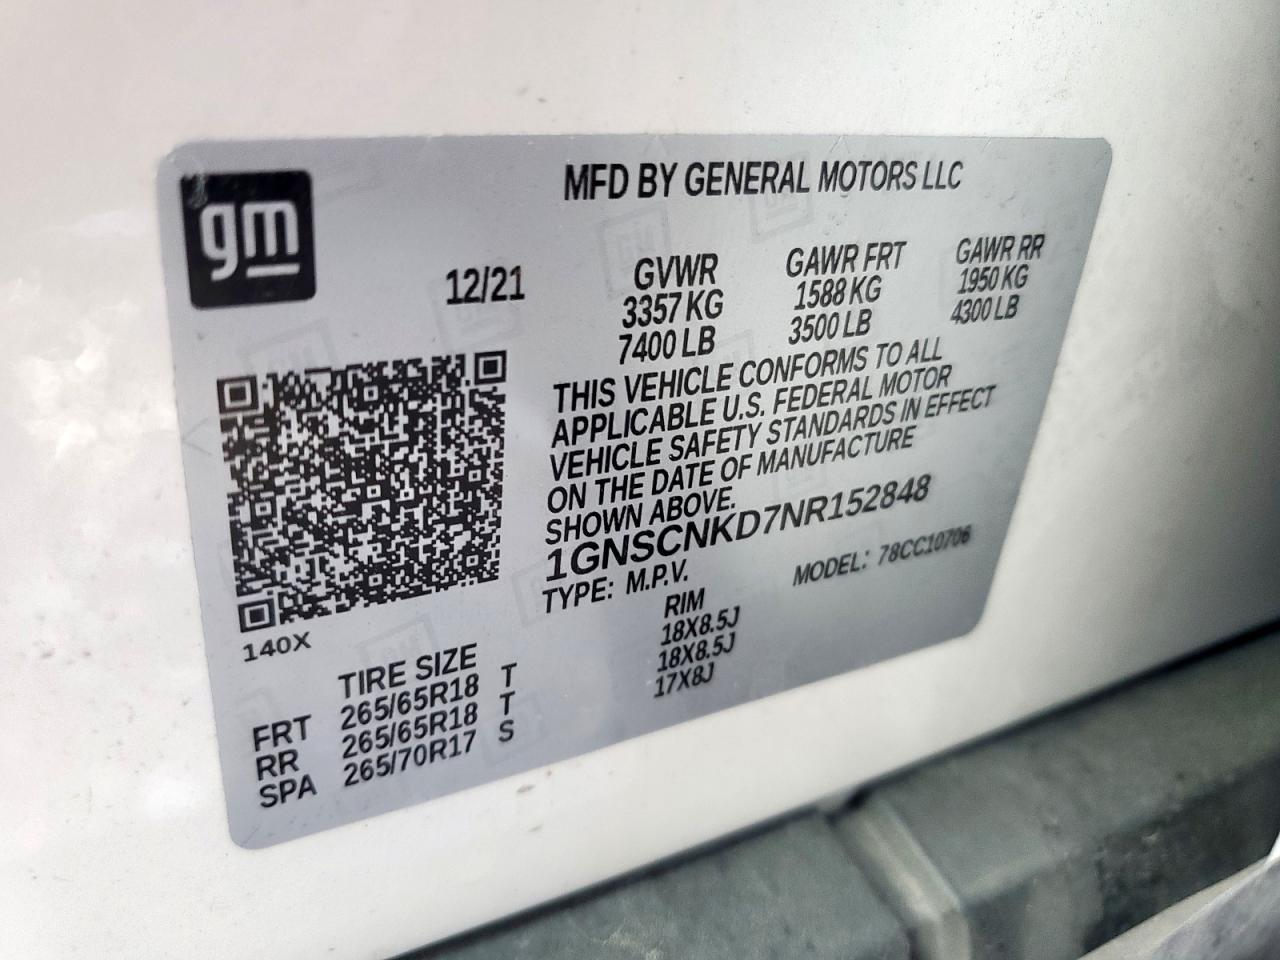 gm
MFD BY GENERAL MOTORS LLC
12/21
GVWR GAWR FRT GAWR RR
3357 KG 1588 KG 1950 KG
7400 LB 3500 LB 4300 LB
THIS VEHICLE CONFORMS TO ALL
APPLICABLE U.S. FEDERAL MOTOR
VEHICLE SAFETY STANDARDS IN EFFECT
ON THE DATE OF MANUFACTURE
SHOWN ABOVE.
1GNSCNKD7NR152848
TYPE: M.P.V. MODEL: 78CC10706
140X
TIRE SIZE RIM
FRT 265/65R18 T 18X8.5J
RR 265/65R18 T 18X8.5J
SPA 265/70R17 S 17X8J